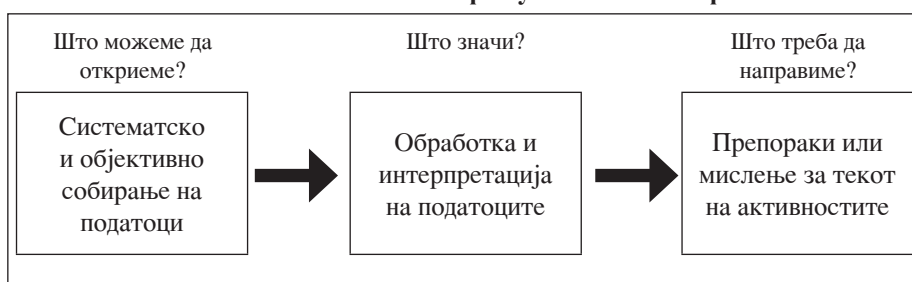 Што можеме да
откриеме?
Што значи?
Што треба да
направиме?
Систематско
и објективно
собирање на
податоци
Обработка и
интерпретација
на податоците
Препораки или
мислење за текот
на активностите